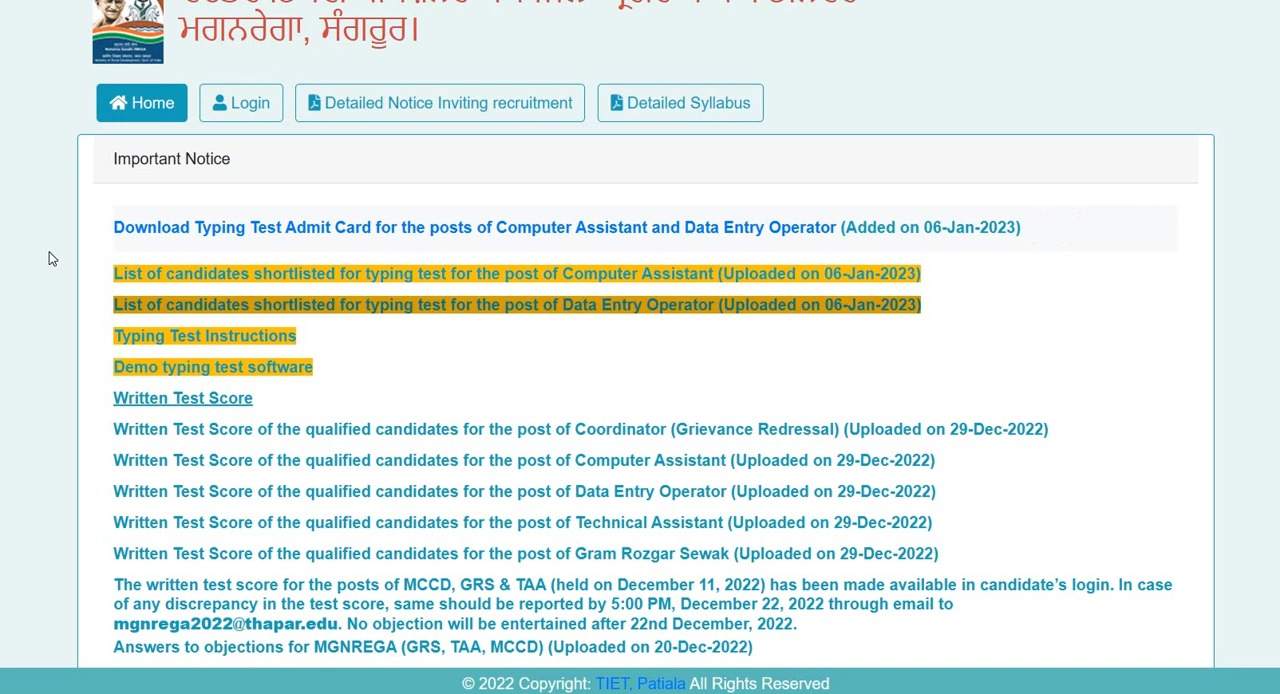 ਮਗਨਰੇਗਾ, ਸੰਗਰੂਰ।
Home
Login
Detailed Notice Inviting recruitment
Detailed Syllabus
Important Notice
Download Typing Test Admit Card for the posts of Computer Assistant and Data Entry Operator (Added on 06-Jan-2023)
List of candidates shortlisted for typing test for the post of Computer Assistant (Uploaded on 06-Jan-2023)
List of candidates shortlisted for typing test for the post of Data Entry Operator (Uploaded on 06-Jan-2023)
Typing Test Instructions
Demo typing test software
Written Test Score
Written Test Score of the qualified candidates for the post of Coordinator (Grievance Redressal) (Uploaded on 29-Dec-2022)
Written Test Score of the qualified candidates for the post of Computer Assistant (Uploaded on 29-Dec-2022)
Written Test Score of the qualified candidates for the post of Data Entry Operator (Uploaded on 29-Dec-2022)
Written Test Score of the qualified candidates for the post of Technical Assistant (Uploaded on 29-Dec-2022)
Written Test Score of the qualified candidates for the post of Gram Rozgar Sewak (Uploaded on 29-Dec-2022)
The written test score for the posts of MCCD, GRS & TAA (held on December 11, 2022) has been made available in candidate’s login. In case
of any discrepancy in the test score, same should be reported by 5:00 PM, December 22, 2022 through email to
mgnrega2022@thapar.edu. No objection will be entertained after 22nd December, 2022.
Answers to objections for MGNREGA (GRS, TAA, MCCD) (Uploaded on 20-Dec-2022)
© 2022 Copyright: TIET, Patiala All Rights Reserved